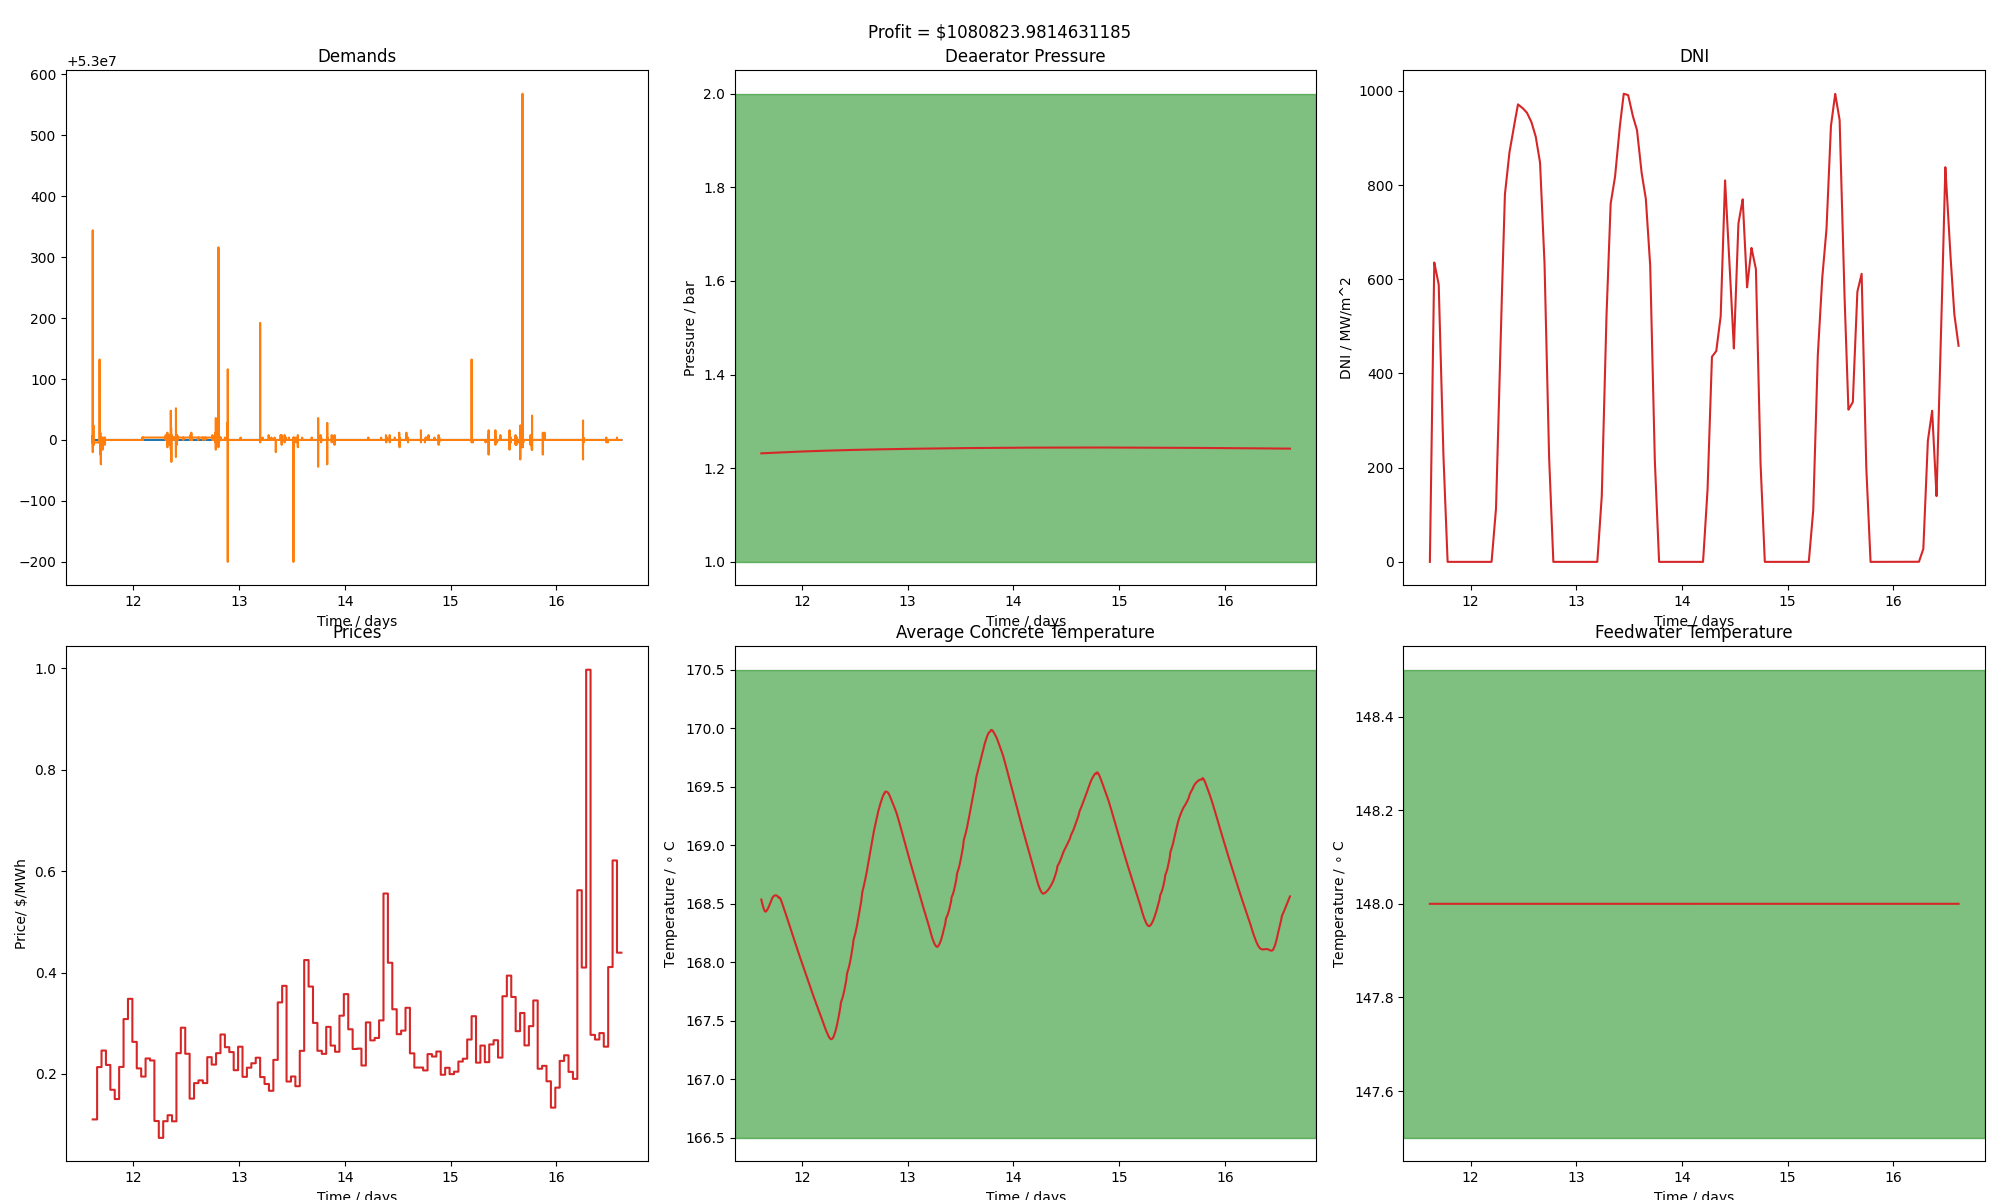 Profit = $1080823.9814631185
Demands
+5.3e7
600
500
400
300
200
100
0
−100
−200
12 13 14 15 16
Time / days
Deaerator Pressure
Pressure / bar
2.0
1.8
1.6
1.4
1.2
1.0
12 13 14 15 16
Time / days
DNI
DNI / MW/m^2
1000
800
600
400
200
0
12 13 14 15 16
Time / days
Prices
Price/ $/MWh
1.0
0.8
0.6
0.4
0.2
12 13 14 15 16
Time / days
Average Concrete Temperature
Temperature / ∘ C
170.5
170.0
169.5
169.0
168.5
168.0
167.5
167.0
166.5
12 13 14 15 16
Time / days
Feedwater Temperature
Temperature / ∘ C
148.4
148.2
148.0
147.8
147.6
12 13 14 15 16
Time / days